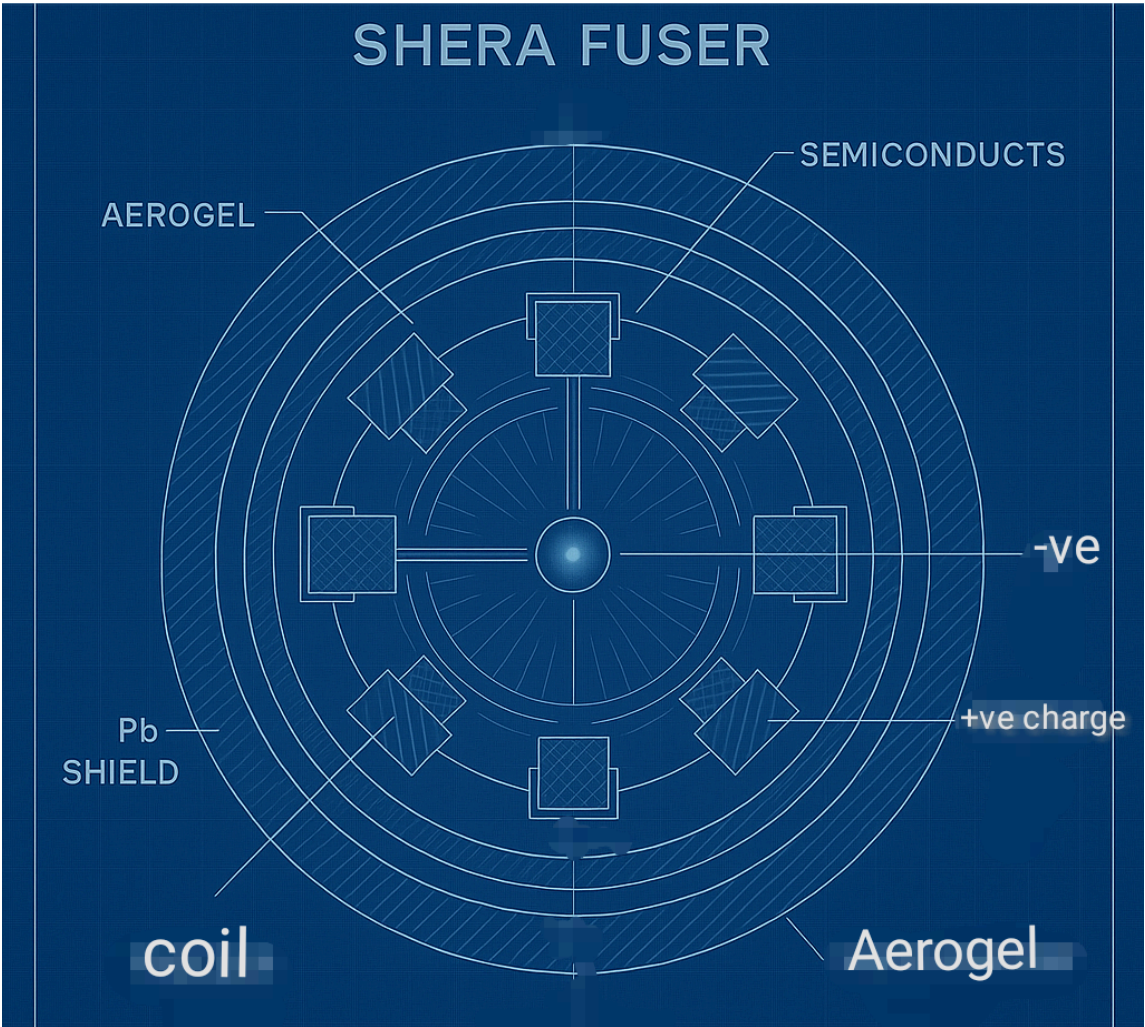 SHERA FUSER
SEMICONDUCTS
AEROGEL
-ve
+ve charge
Pb
SHIELD
coil
Aerogel